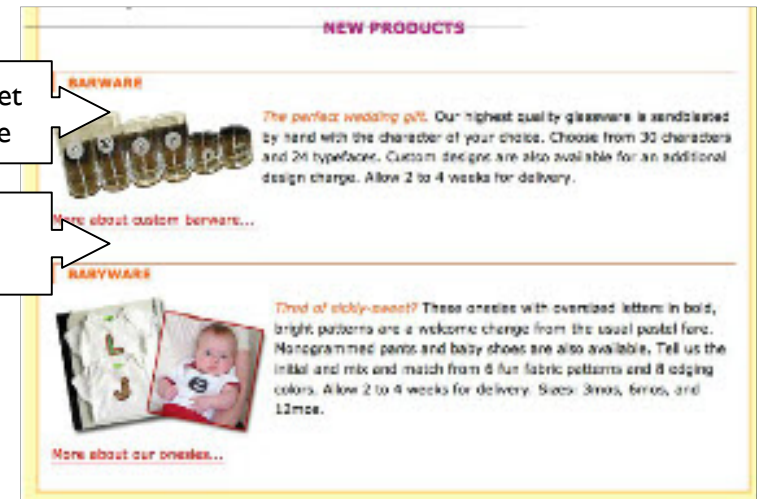 NEW PRODUCTS
et
e
BARWARE
The perfect wedding gift. Our highest quality glassware is sandblasted
by hand with the character of your choice. Choose from 30 characters
and 24 typefaces. Custom designs are also available for an additional
design charge. Allow 2 to 4 weeks for delivery.
More about custom barware...
BABYWARE
Tired of sickly-sweet? These onesies with oversized letters in bold,
bright patterns are a welcome change from the usual pastel fare.
Monogrammed pants and baby shoes are also available. Tell us the
initial and mix and match from 6 fun fabric patterns and 8 edging
colors. Allow 2 to 4 weeks for delivery. Sizes: 3mos, 6mos, and
12mos.
More about our onesies...